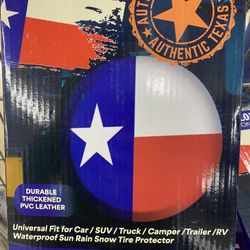 AUTHENTIC TEXAS
DURABLE
THICKENED
PVC LEATHER
Universal Fit for Car / SUV / Truck / Camper / Trailer / RV
Waterproof Sun Rain Snow Tire Protector